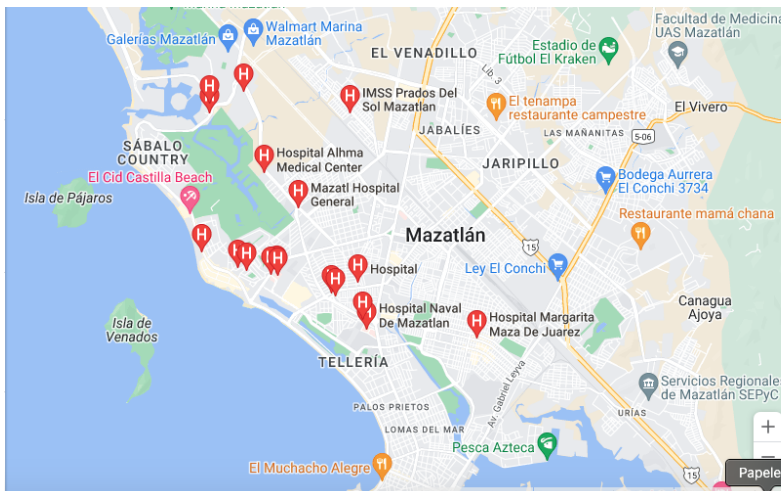 Walmart Marina
Mazatlán
Galerías Mazatlán
EL VENADILLO
Lib. 3
Estadio de
Fútbol El Kraken
Facultad de Medicina
UAS Mazatlán
IMSS Prados Del
Sol Mazatlan
El tenampa
restaurante campestre
El Vivero
JABALÍES
LAS MAÑANITAS
S-06
SÁBALO
COUNTRY
Hospital Alhma
Medical Center
JARIPILLO
Bodega Aurrera
El Conchi 3734
El Cid Castilla Beach
Isla de Pájaros
Mazatl Hospital
General
Restaurante mamá chana
Mazatlán
15
Hospital
Ley El Conchi
Canagua
Ajoya
Isla de
Venados
Hospital Naval
De Mazatlan
Hospital Margarita
Maza De Juarez
TELLERÍA
Av. Gabriel Leyva
Servicios Regionale
de Mazatlán SEPyC
PALOS PRIETOS
URÍAS
LOMAS DEL MAR
Pesca Azteca
El Muchacho Alegre
15
Papele